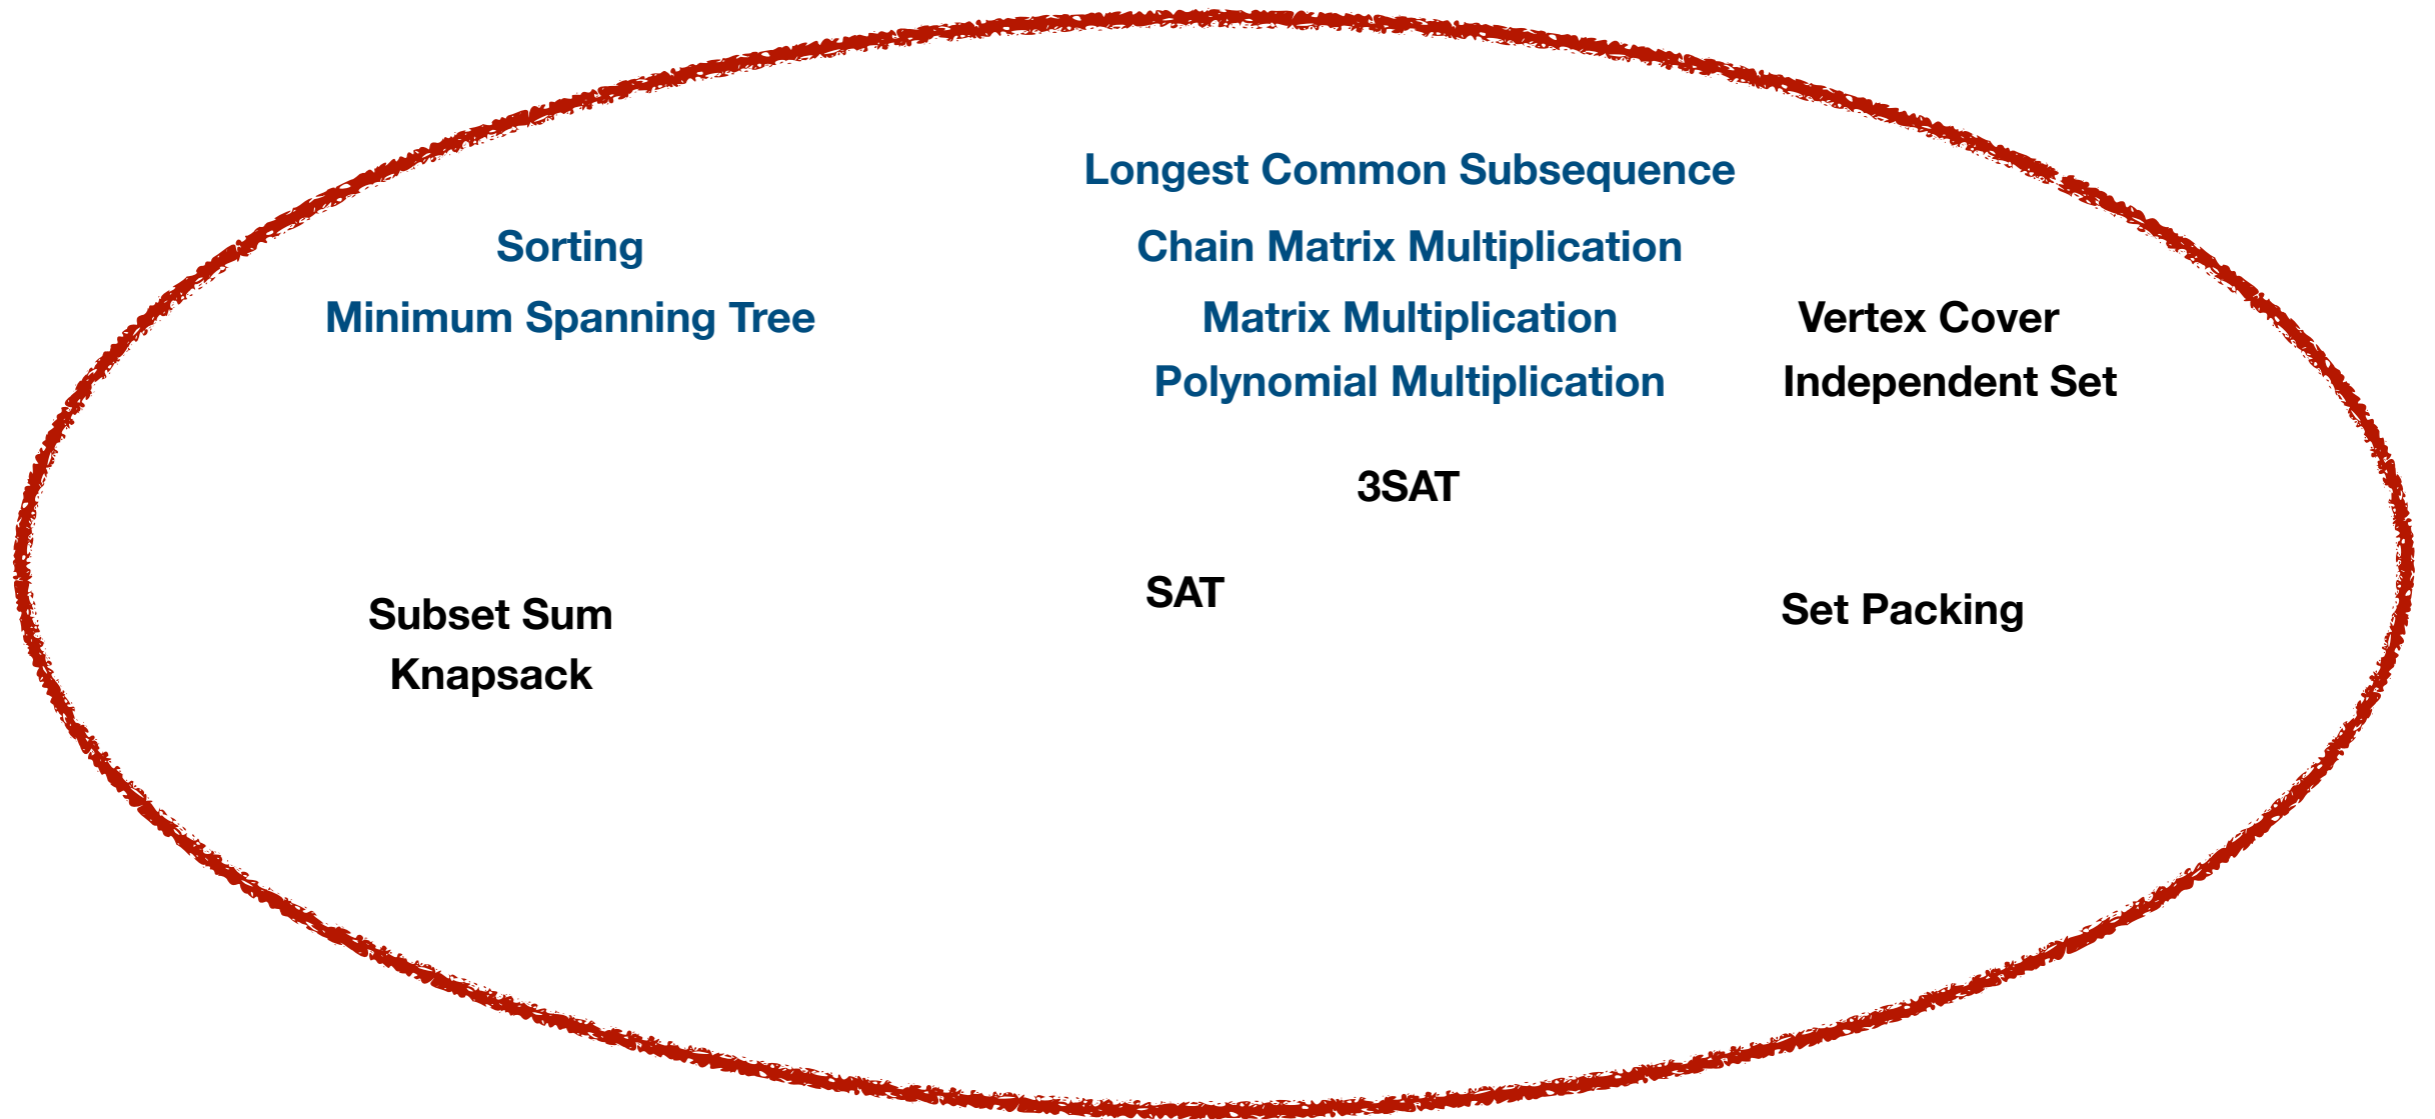 Longest Common Subsequence
Sorting
Chain Matrix Multiplication
Minimum Spanning Tree
Matrix Multiplication
Vertex Cover
Polynomial Multiplication
Independent Set
3SAT
SAT
Subset Sum
Set Packing
Knapsack